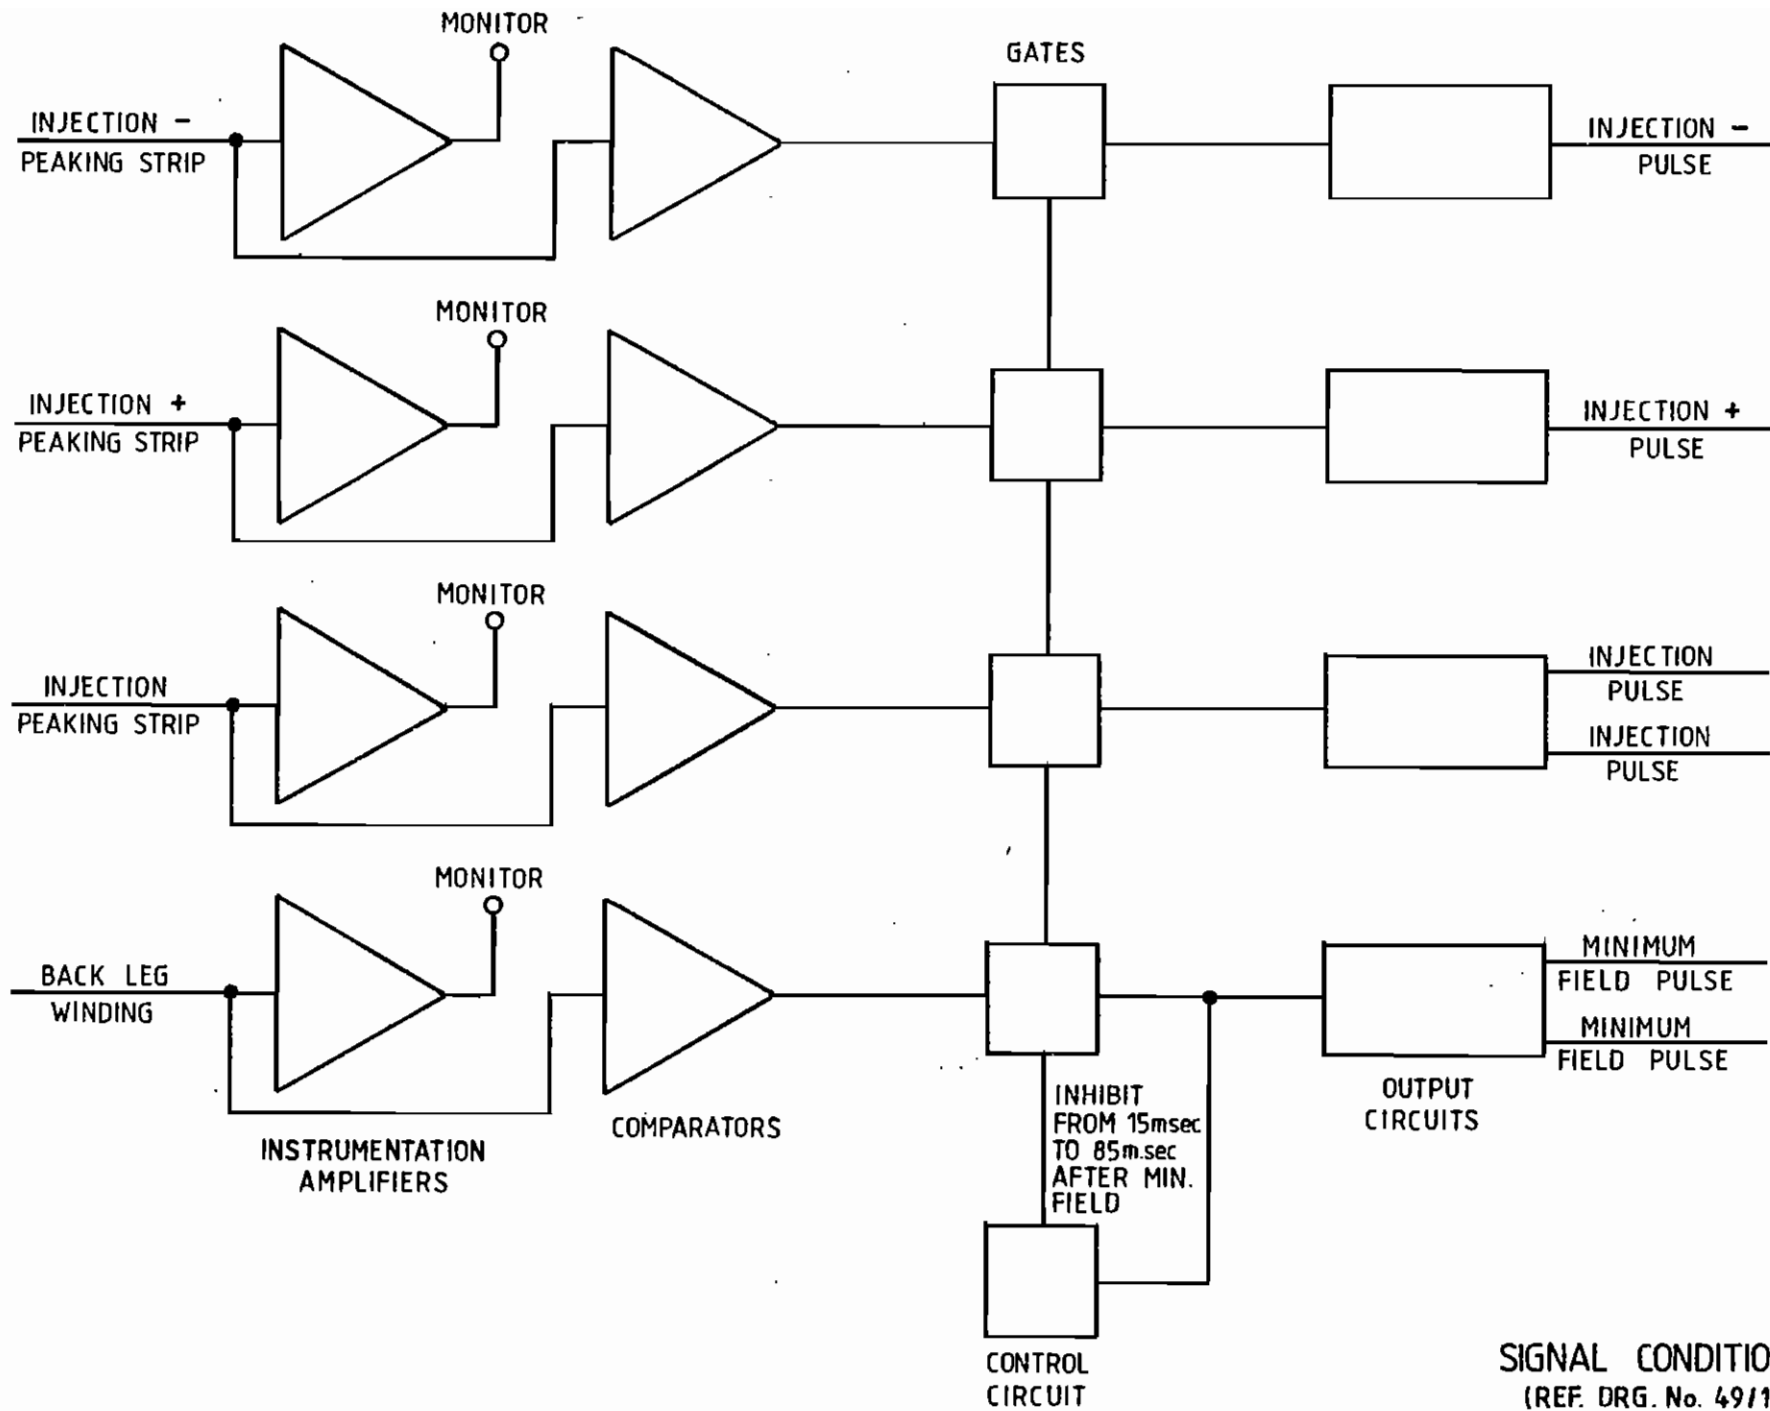 MONITOR
GATES
INJECTION -
PEAKING STRIP
INJECTION -
PULSE
MONITOR
INJECTION +
PEAKING STRIP
INJECTION +
PULSE
MONITOR
INJECTION
PEAKING STRIP
INJECTION
PULSE
INJECTION
PULSE
MONITOR
BACK LEG
WINDING
MINIMUM
FIELD PULSE
MINIMUM
FIELD PULSE
INSTRUMENTATION
AMPLIFIERS
COMPARATORS
INHIBIT
FROM 15msec
TO 85m.sec
AFTER MIN.
FIELD
OUTPUT
CIRCUITS
CONTROL
CIRCUIT
SIGNAL CONDITIO
(REF. DRG. No. 49/1